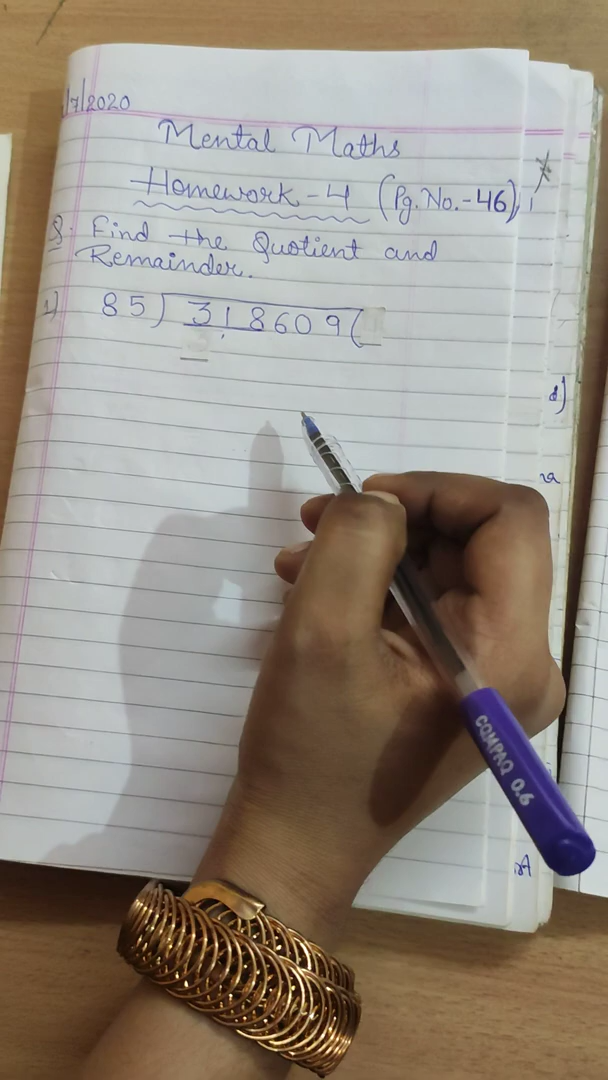 /7/2020
Mental Maths
Homework-4 (Pg. No.-46)
Q. Find the Quotient and
Remainder.
1) 85) 318609(
d)
COMPAQ 0.6